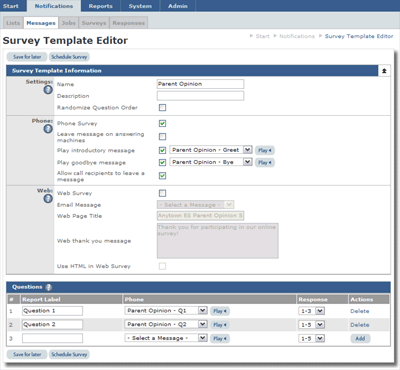 Start Notifications Reports System Admin
Lists Messages Jobs Surveys Responses
Survey Template Editor
Start Notifications Survey Template Editor
Save for later Schedule Survey
Survey Template Information
Settings:
Name Parent Opinion
Description
Randomize Question Order
Phone:
Phone Survey
Leave message on answering machines
Play introductory message Parent Opinion - Greet Play
Play goodbye message Parent Opinion - Bye Play
Allow call recipients to leave a message
Web:
Web Survey
Email Message - Select a Message -
Web Page Title Anytown ES Parent Opinion
Web thank you message Thank you for participating in our online survey!
Use HTML in Web Survey
Questions
# Report Label Phone Response Actions
1 Question 1 Parent Opinion - Q1 Play 1-3 Delete
2 Question 2 Parent Opinion - Q2 Play 1-5 Delete
3 - Select a Message - 1-5 Add
Save for later Schedule Survey